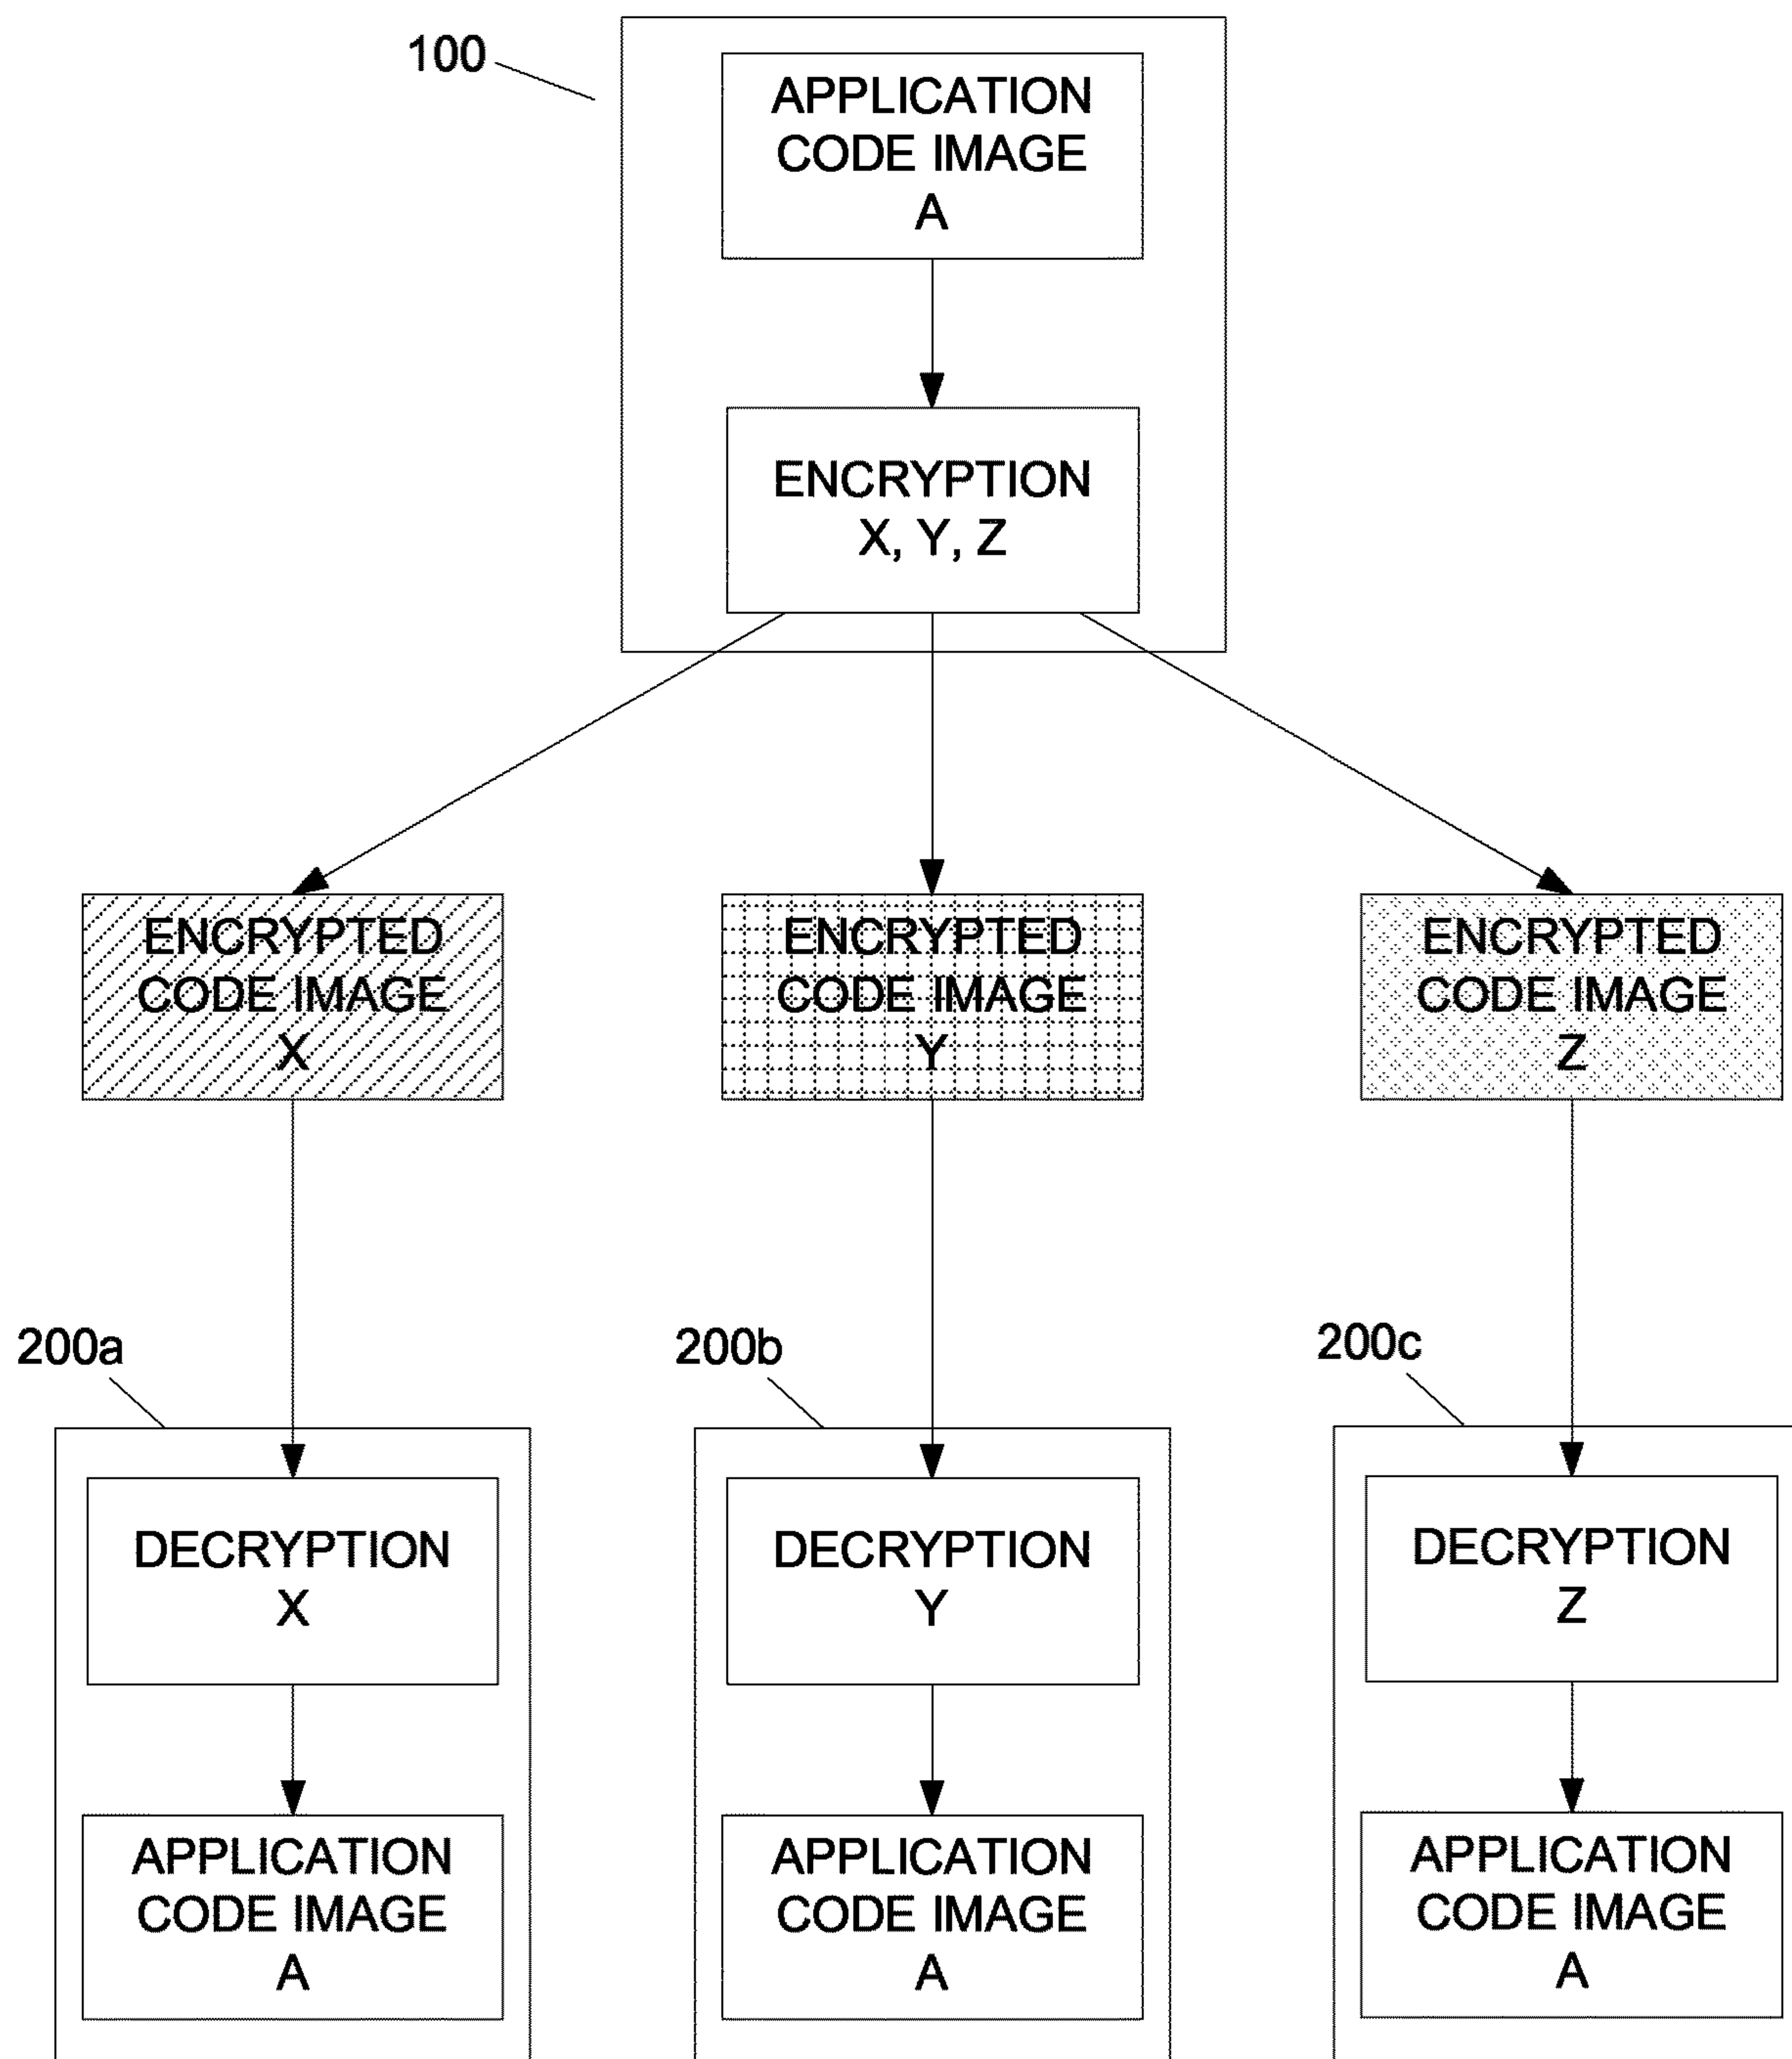 100
APPLICATION
CODE IMAGE
A
ENCRYPTION
X, Y, Z
ENCRYPTED
CODE IMAGE
X
ENCRYPTED
CODE IMAGE
Y
ENCRYPTED
CODE IMAGE
Z
200a
200b
200c
DECRYPTION
X
DECRYPTION
Y
DECRYPTION
Z
APPLICATION
CODE IMAGE
A
APPLICATION
CODE IMAGE
A
APPLICATION
CODE IMAGE
A